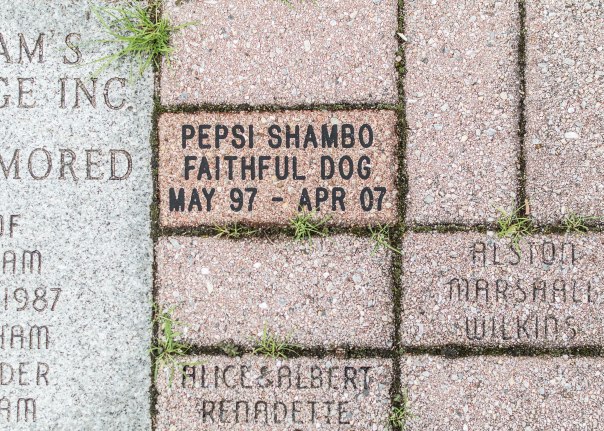 AM'S
GE INC.
MORED
OF
AM
1987
HAM
DER
AM
PEPSI SHAMBO
FAITHFUL DOG
MAY 97 - APR 07
ALSTON
MARSHALL
WILKINS
ALICE & ALBERT
RENADETTE